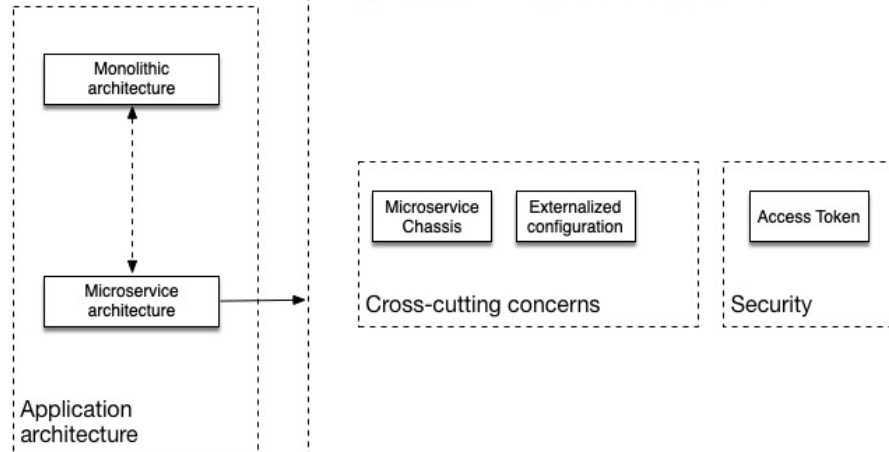 Monolithic
architecture
Microservice
architecture
Application
architecture
Microservice
Chassis
Externalized
configuration
Cross-cutting concerns
Access Token
Security